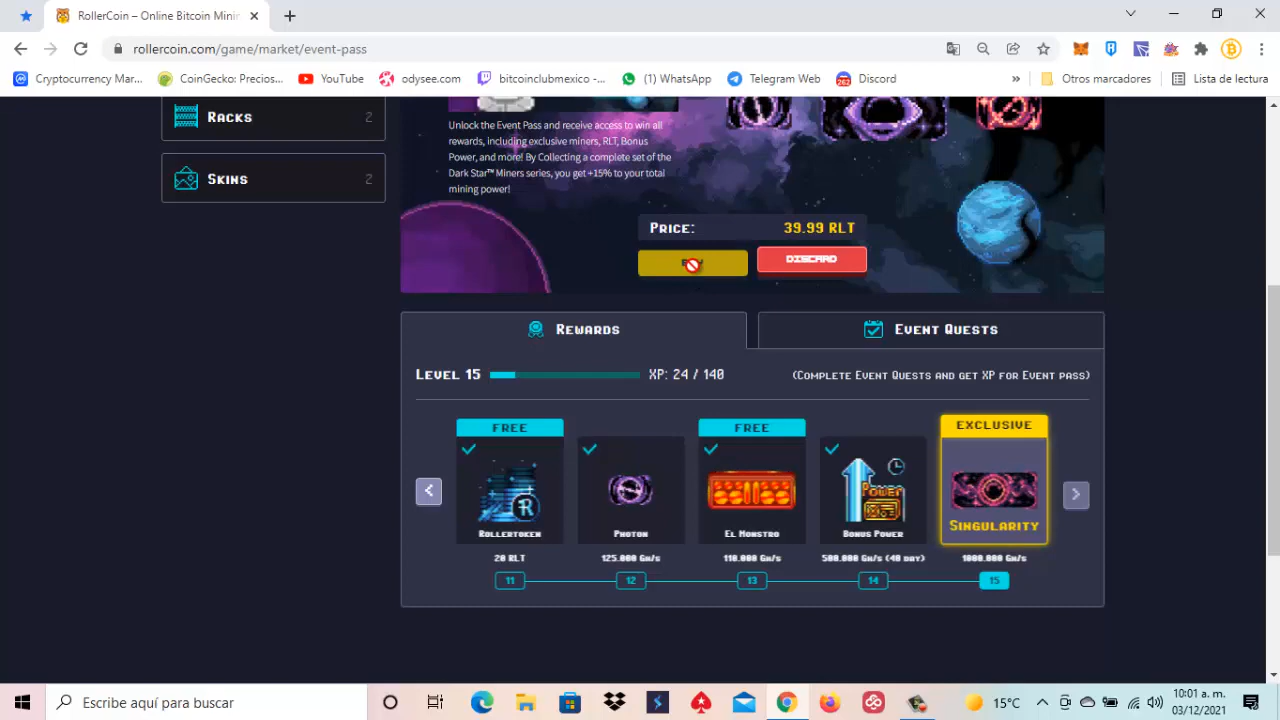 RollerCoin – Online Bitcoin Mini
rollercoin.com/game/market/event-pass
Cryptocurrency Mar...
CoinGecko: Precios...
YouTube
odysee.com
bitcoinclubmexico -...
(1) WhatsApp
Telegram Web
262
Discord
»
Otros marcadores
Lista de lectura
Racks 2
Skins 2
Unlock the Event Pass and receive access to win all
rewards, including exclusive miners, RLT, Bonus
Power, and more! By Collecting a complete set of the
Dark Star™ Miners series, you get +15% to your total
mining power!
Price: 39.99 RLT
Discard
Rewards
Event Quests
Level 15
XP: 24 / 140
(Complete Event Quests and get XP for Event pass)
Free
Free
Exclusive
Power
Rollertoken
Photon
El Monstro
Bonus Power
Singularity
20 RLT
125.000 Gh/s
110.000 Gh/s
500.000 Gh/s (40 day)
1000.000 Gh/s
11
12
13
14
15
Escribe aquí para buscar
15°C
10:01 a. m.
03/12/2021